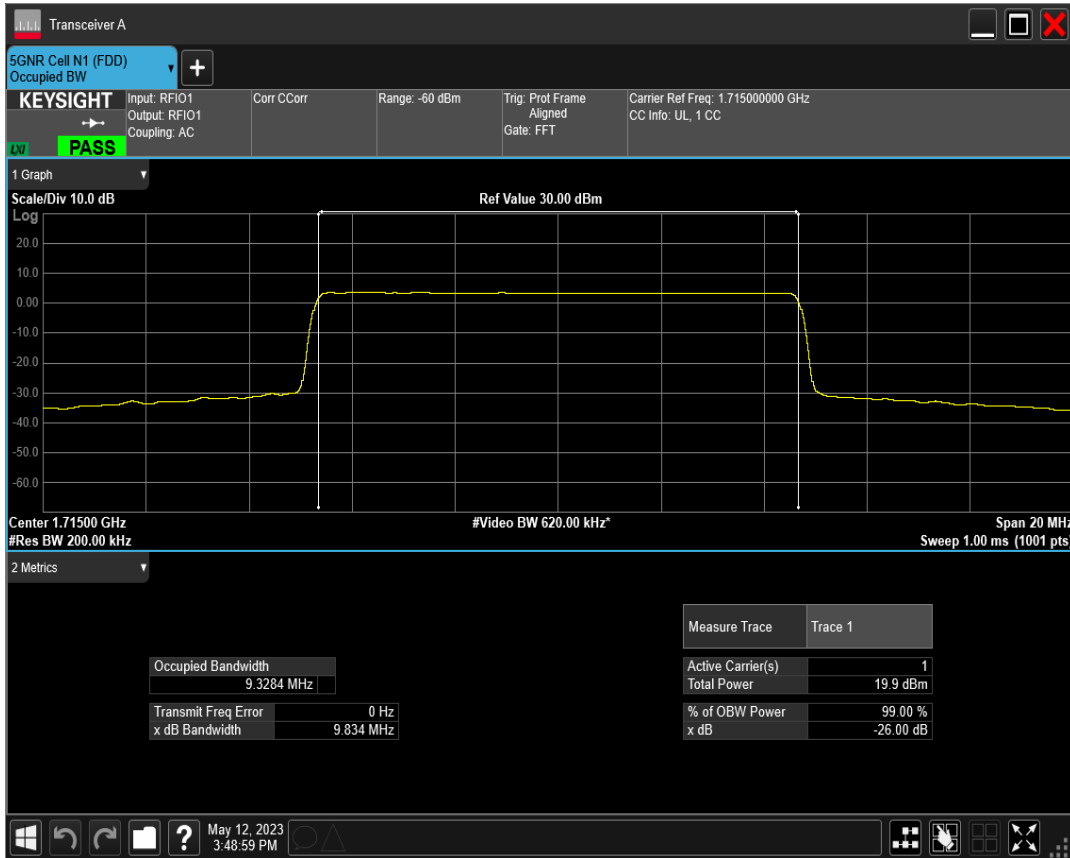 Transceiver A
5GNR Cell N1 (FDD)
Occupied BW
+
KEYSIGHT
LXI
PASS
Input: RFIO1
Output: RFIO1
Coupling: AC
Corr CCorr
Range: -60 dBm
Trig: Prot Frame
Aligned
Gate: FFT
Carrier Ref Freq: 1.715000000 GHz
CC Info: UL, 1 CC
1 Graph
Scale/Div 10.0 dB
Ref Value 30.00 dBm
Log
20.0
10.0
0.00
-10.0
-20.0
-30.0
-40.0
-50.0
-60.0
Center 1.71500 GHz
#Video BW 620.00 kHz*
Span 20 MHz
#Res BW 200.00 kHz
Sweep 1.00 ms (1001 pts)
2 Metrics
Measure Trace Trace 1
Occupied Bandwidth
9.3284 MHz
Active Carrier(s) 1
Total Power 19.9 dBm
Transmit Freq Error 0 Hz
x dB Bandwidth 9.834 MHz
% of OBW Power 99.00 %
x dB -26.00 dB
?
May 12, 2023
3:48:59 PM